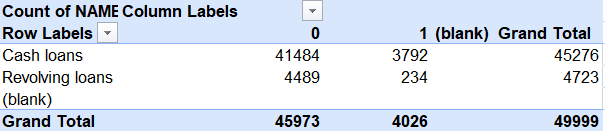 Count of NAME Column Labels
Row Labels 0 1 (blank) Grand Total
Cash loans 41484 3792 45276
Revolving loans 4489 234 4723
(blank)
Grand Total 45973 4026 49999